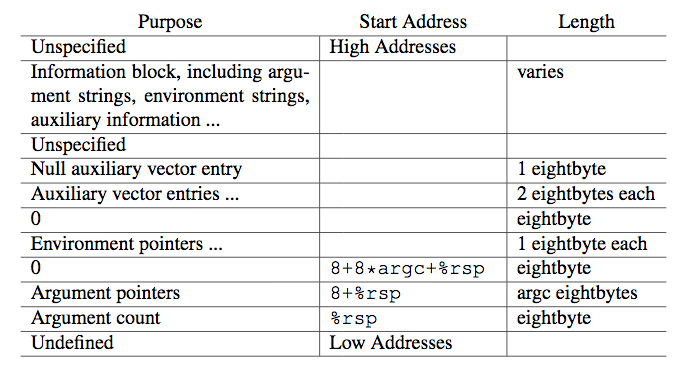 Purpose Start Address Length
Unspecified High Addresses
Information block, including argu- varies
ment strings, environment strings,
auxiliary information ...
Unspecified
Null auxiliary vector entry 1 eightbyte
Auxiliary vector entries ... 2 eightbytes each
0 eightbyte
Environment pointers ... 1 eightbyte each
0 8+8*argc+%rsp eightbyte
Argument pointers 8+%rsp argc eightbytes
Argument count %rsp eightbyte
Undefined Low Addresses